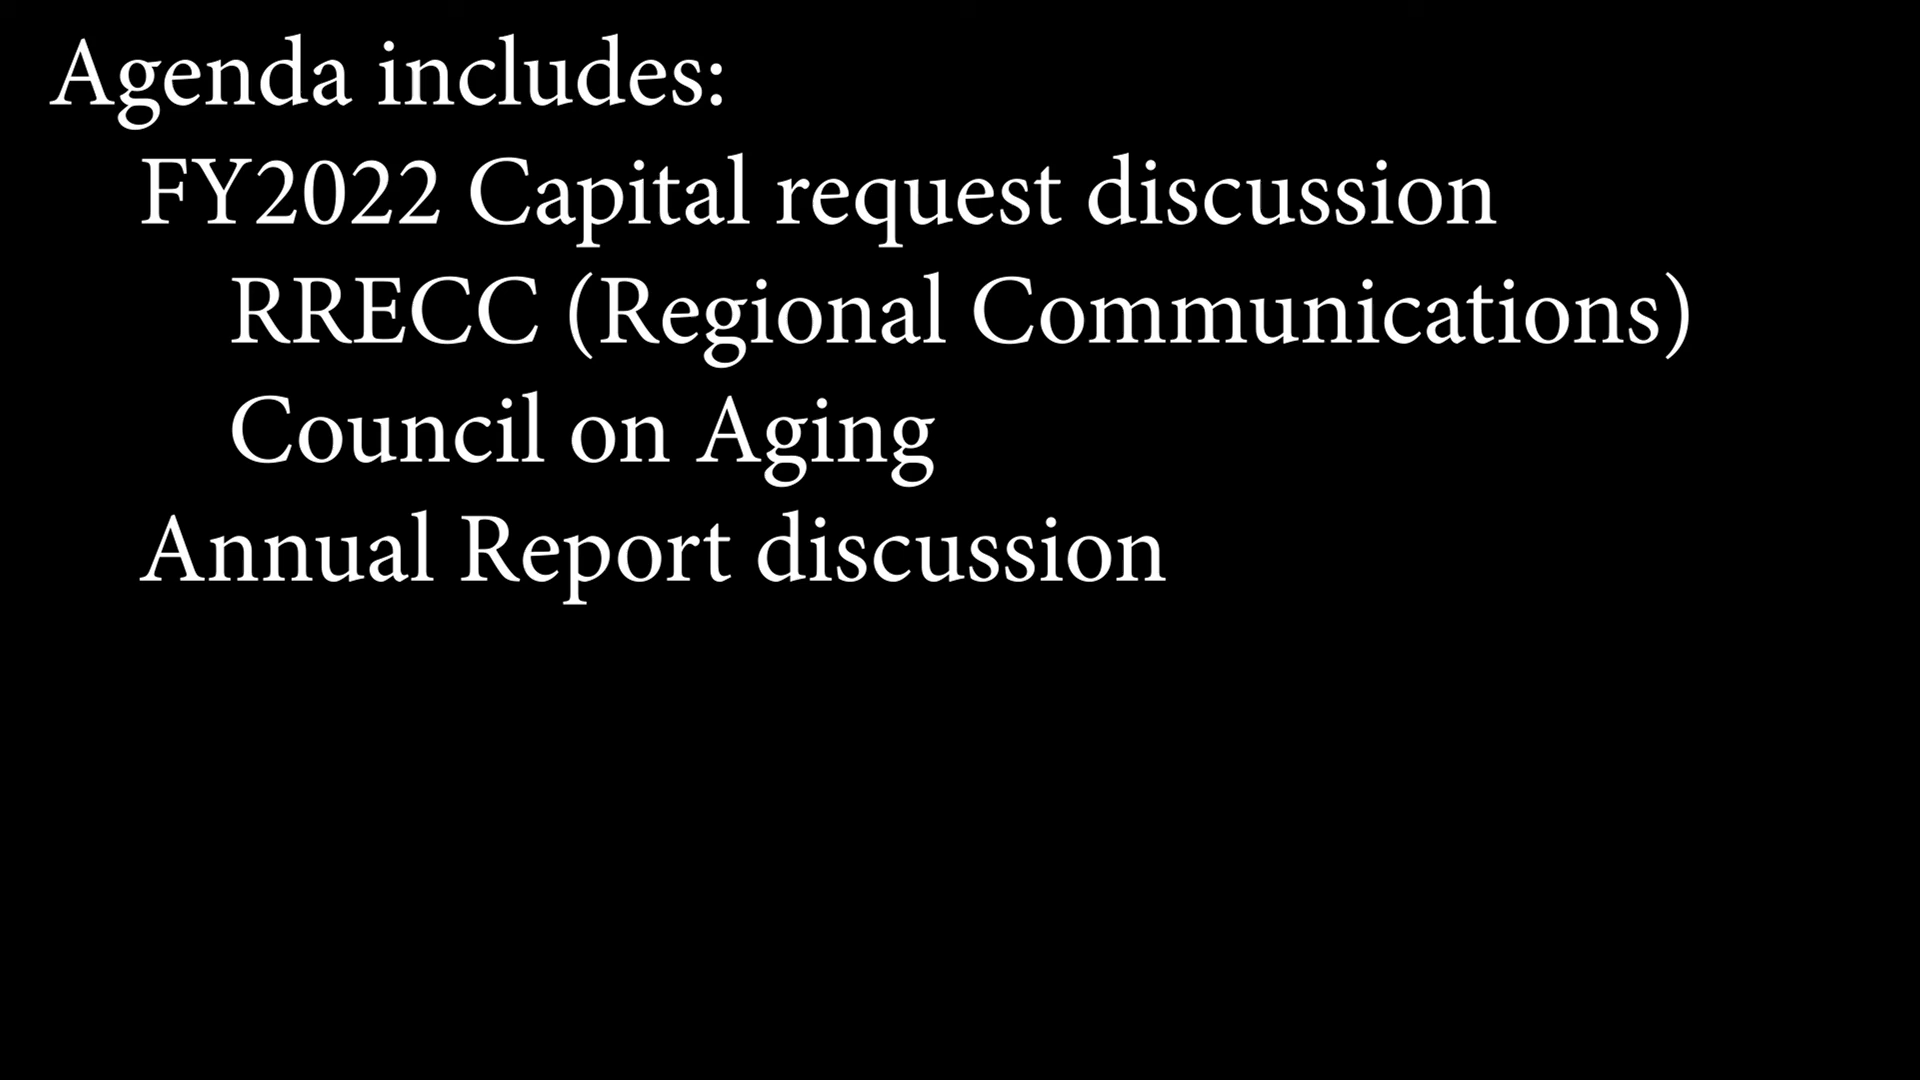 Agenda includes:
FY2022 Capital request discussion
RRECC (Regional Communications)
Council on Aging
Annual Report discussion